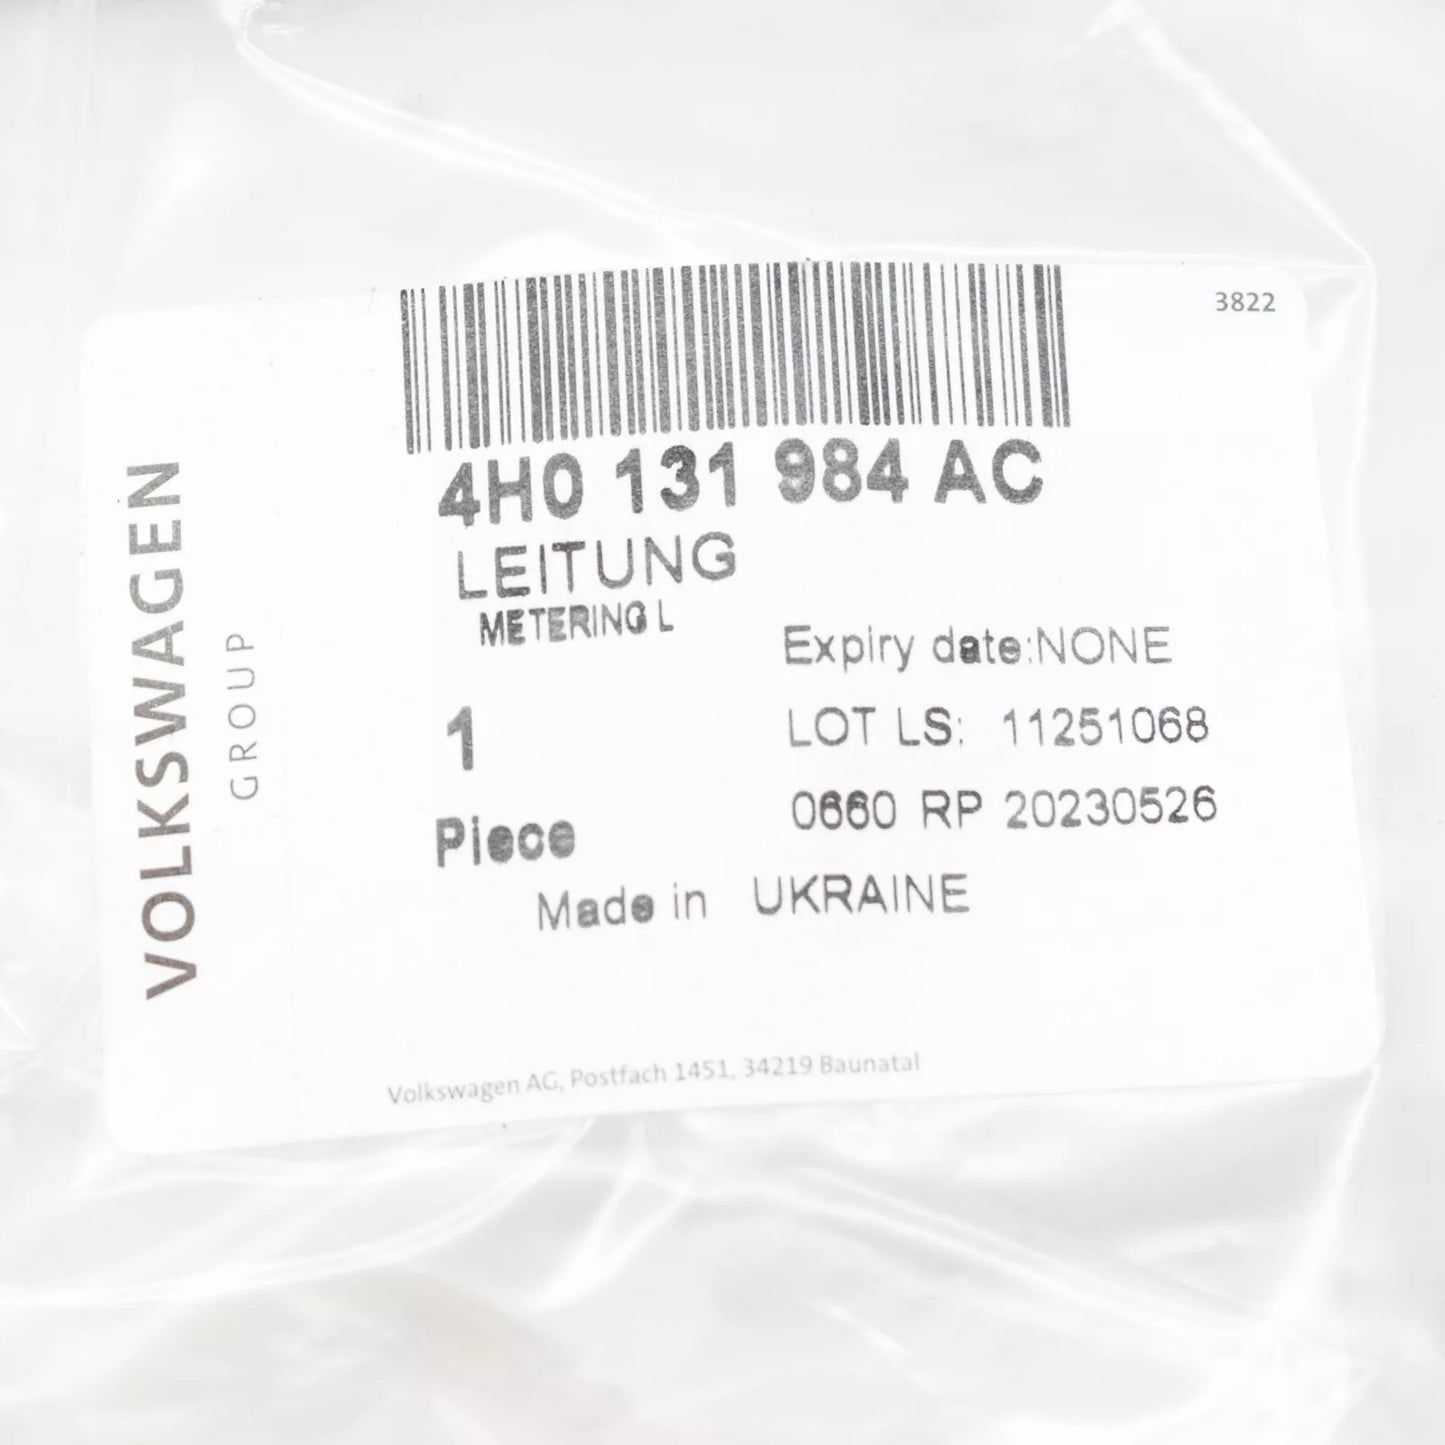 3822
4H0 131 984 AC
LEITUNG
METERING L
Expiry date:NONE
1
LOT LS: 11251068
Piece
0660 RP 20230526
Made in UKRAINE
VOLKSWAGEN
GROUP
Volkswagen AG, Postfach 1451, 34219 Baunatal